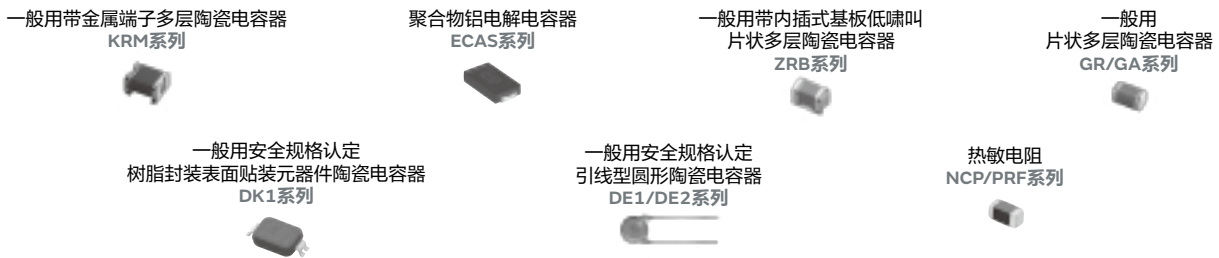 一般用带金属端子多层陶瓷电容器
KRM系列
聚合物铝电解电容器
ECAS系列
一般用带内插式基板低啸叫
片状多层陶瓷电容器
ZRB系列
一般用
片状多层陶瓷电容器
GR/GA系列
一般用安全规格认定
树脂封装表面贴装元器件陶瓷电容器
DK1系列
一般用安全规格认定
引线型圆形陶瓷电容器
DE1/DE2系列
热敏电阻
NCP/PRF系列